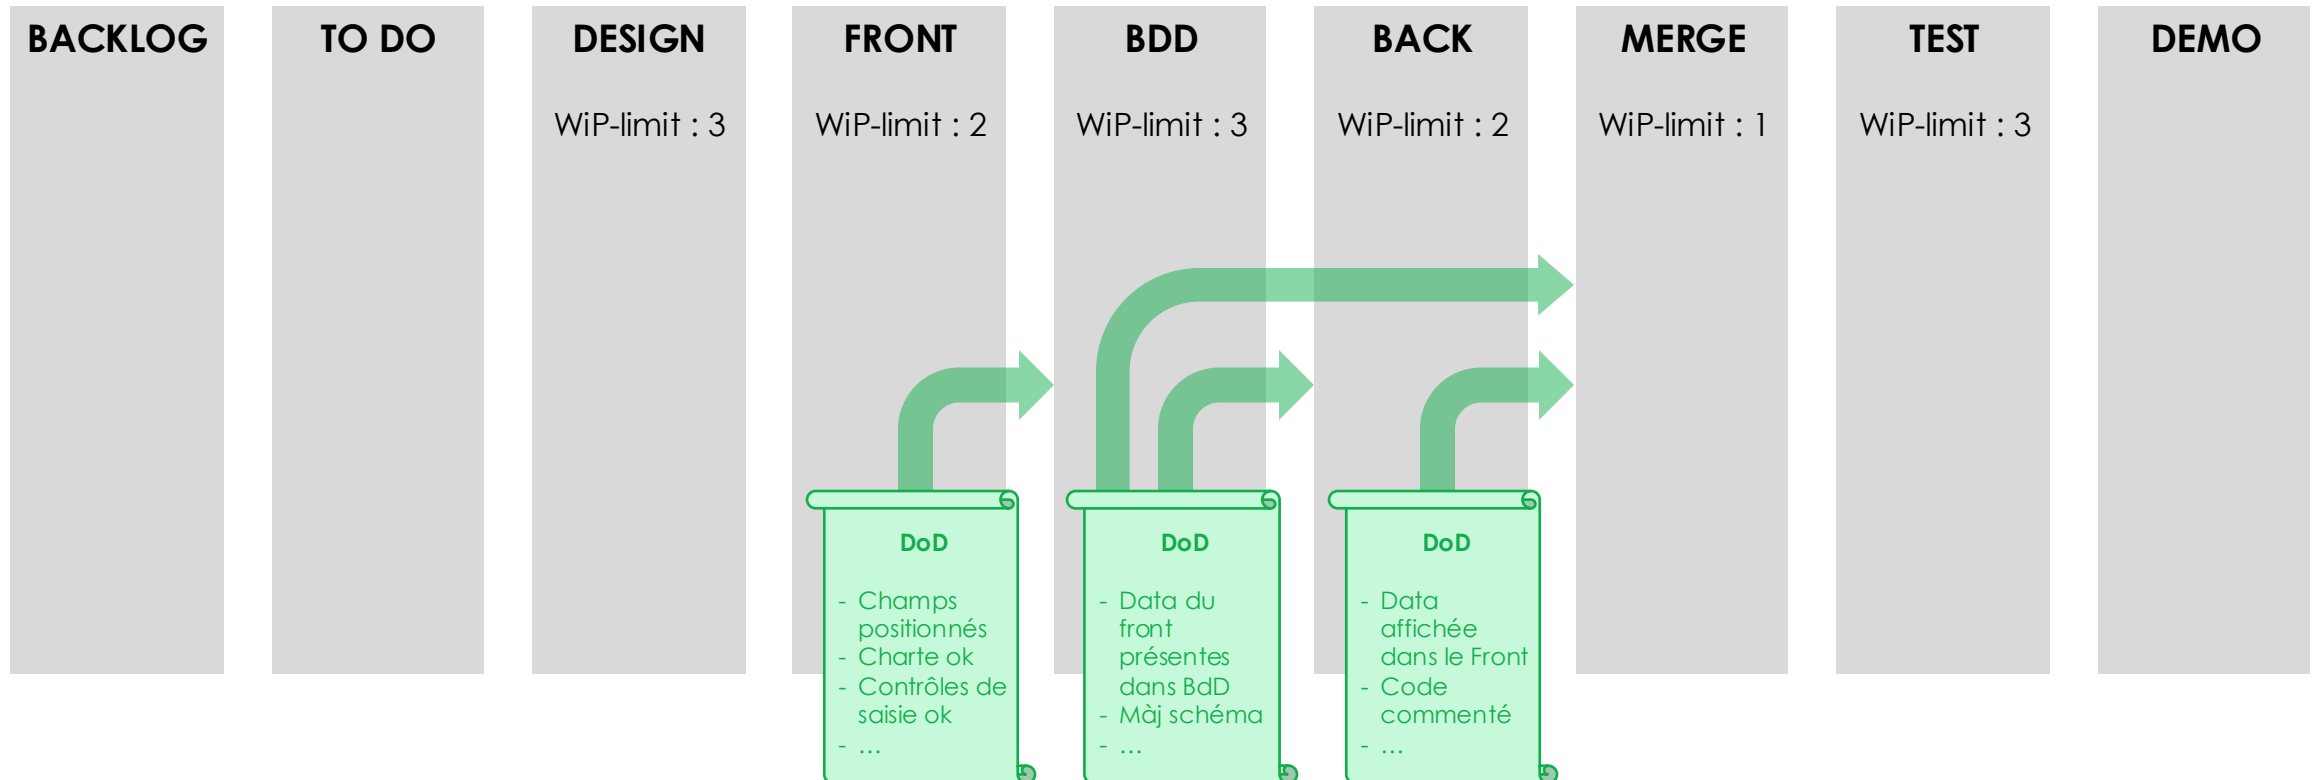 BACKLOG
TO DO
DESIGN
FRONT
BDD
BACK
MERGE
TEST
DEMO
WiP-limit : 3
WiP-limit : 2
WiP-limit : 3
WiP-limit : 2
WiP-limit : 1
WiP-limit : 3
DoD
- Champs
positionnés
- Charte ok
- Contrôles de
saisie ok
- ...
DoD
- Data du
front
présentes
dans BdD
- Màj schéma
- ...
DoD
- Data
affichée
dans le Front
- Code
commenté
- ...